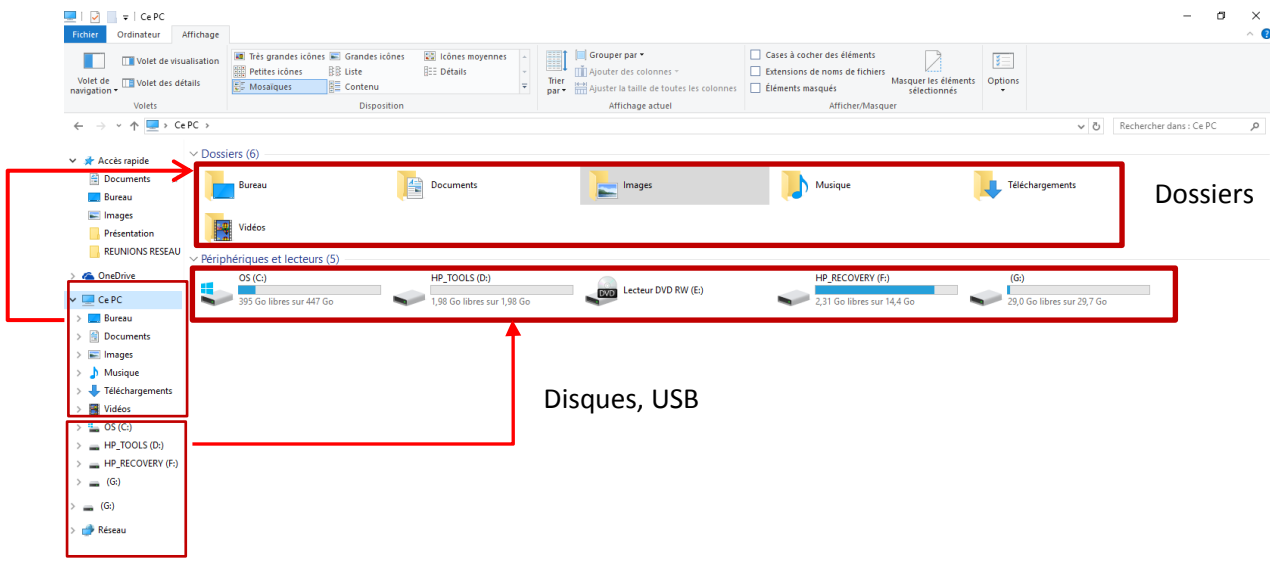 Ce PC
Fichier Ordinateur Affichage
Volet de navigation
Volet de visualisation
Volet des détails
Volets
Très grandes icônes Grandes icônes Icônes moyennes
Petites icônes Liste Détails
Mosaïques Contenu
Disposition
Trier par
Grouper par
Ajouter des colonnes
Ajuster la taille de toutes les colonnes
Affichage actuel
Cases à cocher des éléments
Extensions de noms de fichiers
Éléments masqués
Masquer les éléments sélectionnés
Afficher/Masquer
Options
Ce PC
Rechercher dans : Ce PC
Accès rapide
Documents
Bureau
Images
Présentation
REUNIONS RESEAU
OneDrive
Ce PC
Bureau
Documents
Images
Musique
Téléchargements
Vidéos
OS (C:)
HP_TOOLS (D:)
HP_RECOVERY (F:)
(G:)
(G:)
Réseau
Dossiers (6)
Bureau
Documents
Images
Musique
Téléchargements
Vidéos
Dossiers
Périphériques et lecteurs (5)
OS (C:)
395 Go libres sur 447 Go
HP_TOOLS (D:)
1,98 Go libres sur 1,98 Go
DVD
Lecteur DVD RW (E:)
HP_RECOVERY (F:)
2,31 Go libres sur 14,4 Go
(G:)
29,0 Go libres sur 29,7 Go
Disques, USB